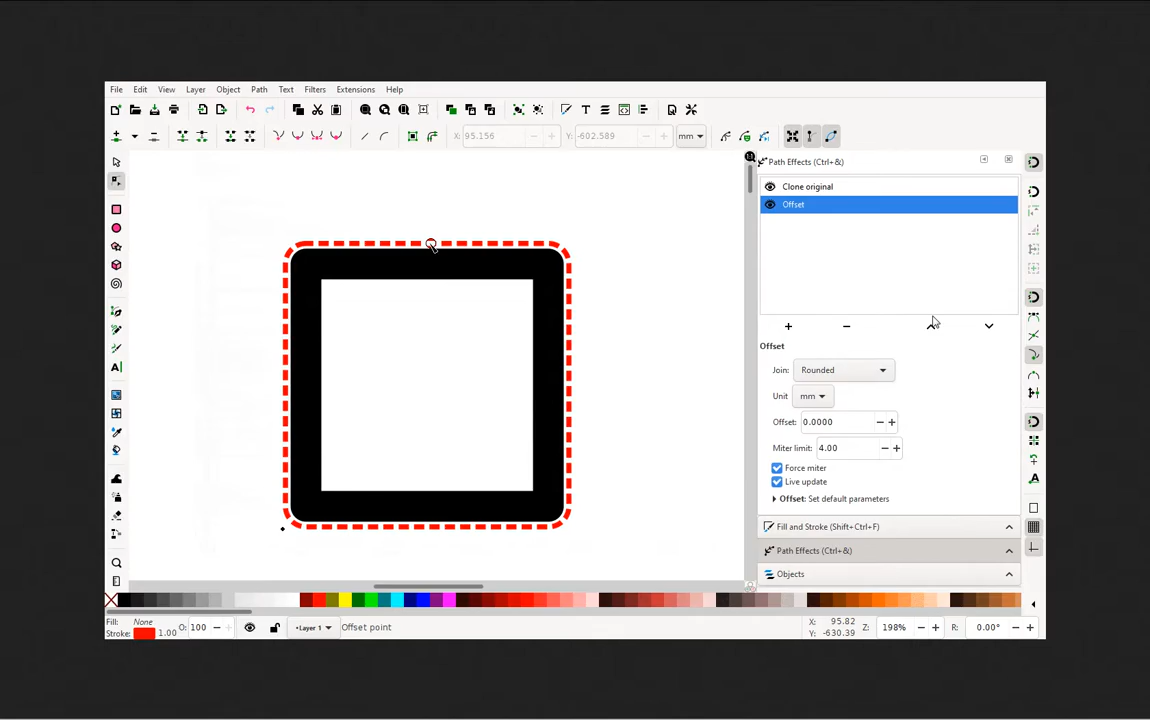 File Edit View Layer Object Path Text Filters Extensions Help
X: 95.156 Y: -602.589 mm
Path Effects (Ctrl+&)
Clone original
Offset
Offset
Join: Rounded
Unit mm
Offset: 0.0000
Miter limit: 4.00
Force miter
Live update
Offset: Set default parameters
Fill and Stroke (Shift+Ctrl+F)
Path Effects (Ctrl+&)
Objects
Fill: None
Stroke: 1.00
O: 100
•Layer 1
Offset point
X: 95.82
Y: -630.39
Z: 198%
R: 0.00°